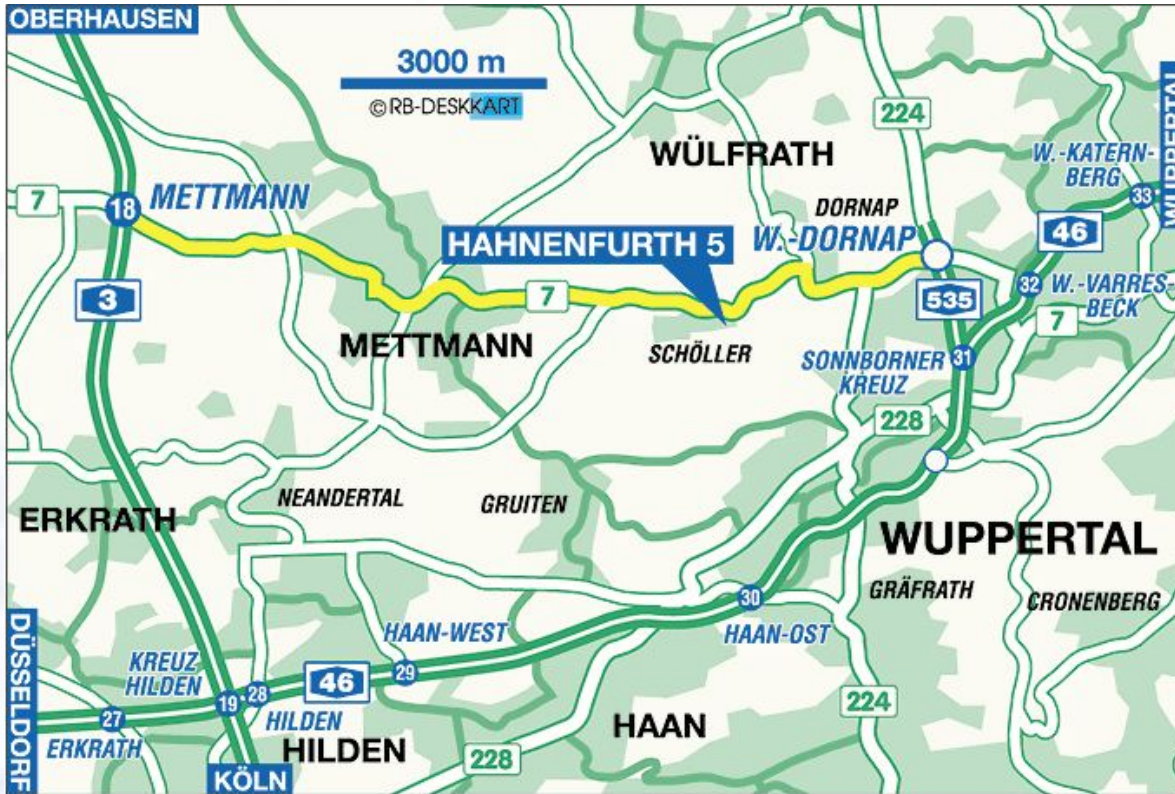 OBERHAUSEN
3000 m
©RB-DESKKART
224
WÜLFRATH
W.-KATERN-
BERG
WUPPERTAL
33
7
18
METTMANN
DORNAP
46
HAHNENFURTH 5
W.-DORNAP
3
7
535
32
W.-VARRES-
BECK
7
METTMANN
SCHÖLLER
SONNBORNER
KREUZ
31
228
NEANDERTAL
GRUITEN
ERKRATH
WUPPERTAL
GRÄFRATH
CRONENBERG
30
HAAN-OST
DÜSSELDORF
KREUZ
HILDEN
HAAN-WEST
29
46
19
28
27
HILDEN
ERKRATH
HILDEN
HAAN
224
228
KÖLN